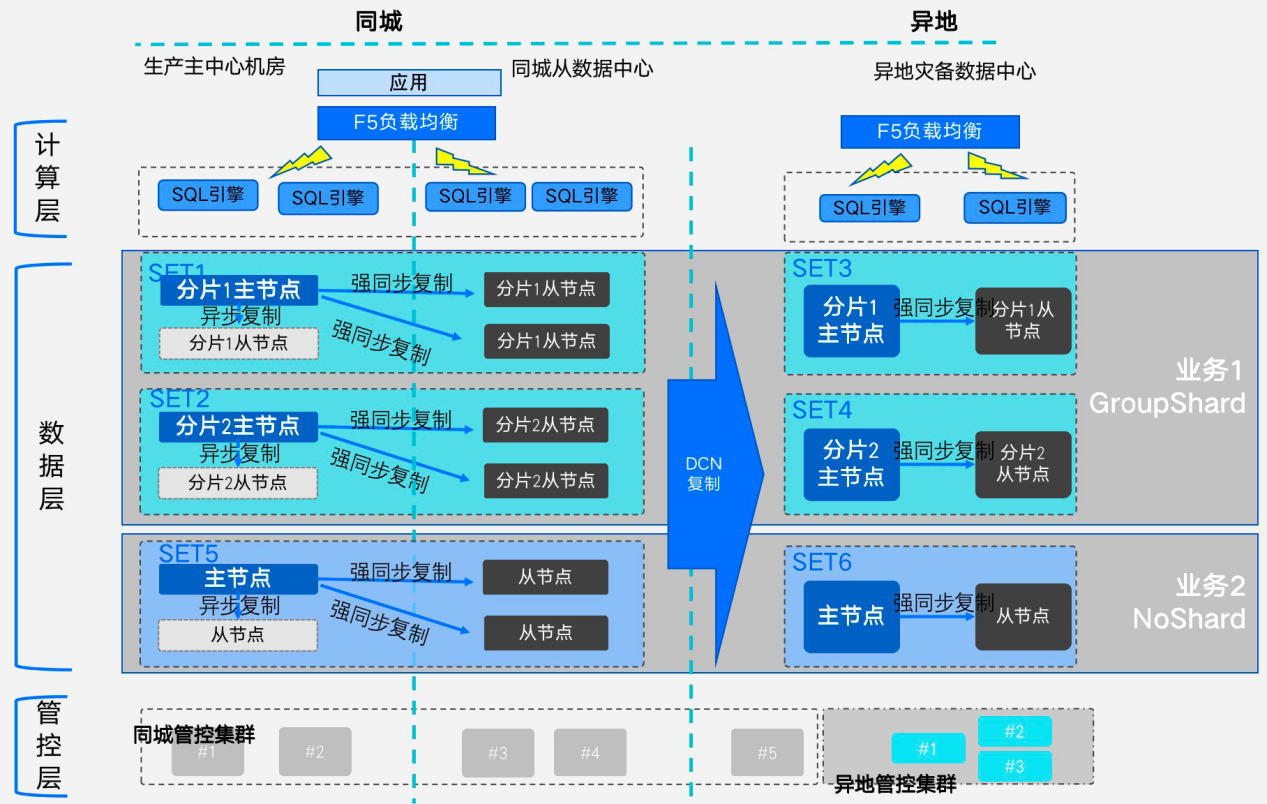 同城
异地
生产主中心机房
应用
同城从数据中心
异地灾备数据中心
F5负载均衡
F5负载均衡
计算层
SQL引擎
SQL引擎
SQL引擎
SQL引擎
SQL引擎
SQL引擎
数据层
SET1
分片1主节点
强同步复制
分片1从节点
异步复制
强同步复制
分片1从节点
分片1从节点
SET2
分片2主节点
强同步复制
分片2从节点
异步复制
强同步复制
分片2从节点
分片2从节点
SET5
主节点
强同步复制
从节点
异步复制
强同步复制
从节点
从节点
DCN
复制
SET3
分片1
主节点
强同步复制
分片1从
节点
SET4
分片2
主节点
强同步复制
分片2
从节点
业务1
GroupShard
SET6
主节点
强同步复制
从节点
业务2
NoShard
管控层
同城管控集群
#1
#2
#3
#4
#5
#1
#2
#3
异地管控集群